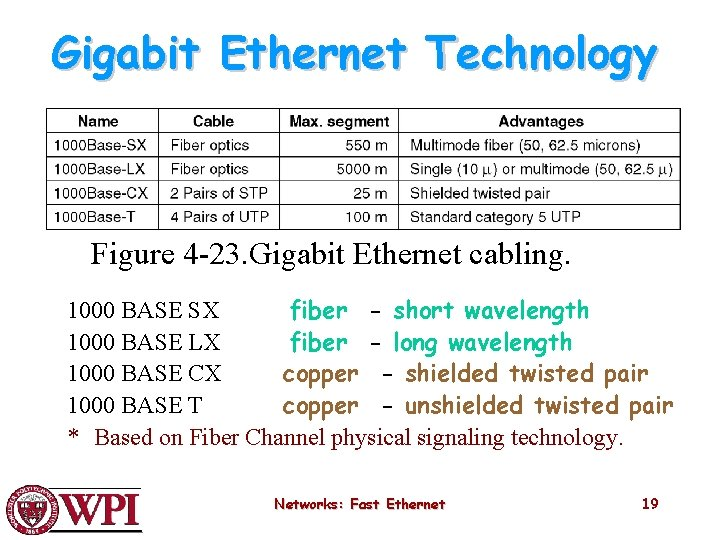 Gigabit Ethernet Technology
Name Cable Max. segment Advantages
1000Base-SX Fiber optics 550 m Multimode fiber (50, 62.5 microns)
1000Base-LX Fiber optics 5000 m Single (10 μ) or multimode (50, 62.5 μ)
1000Base-CX 2 Pairs of STP 25 m Shielded twisted pair
1000Base-T 4 Pairs of UTP 100 m Standard category 5 UTP
Figure 4-23.Gigabit Ethernet cabling.
1000 BASE SX fiber - short wavelength
1000 BASE LX fiber - long wavelength
1000 BASE CX copper - shielded twisted pair
1000 BASE T copper - unshielded twisted pair
* Based on Fiber Channel physical signaling technology.
WPI
Networks: Fast Ethernet 19